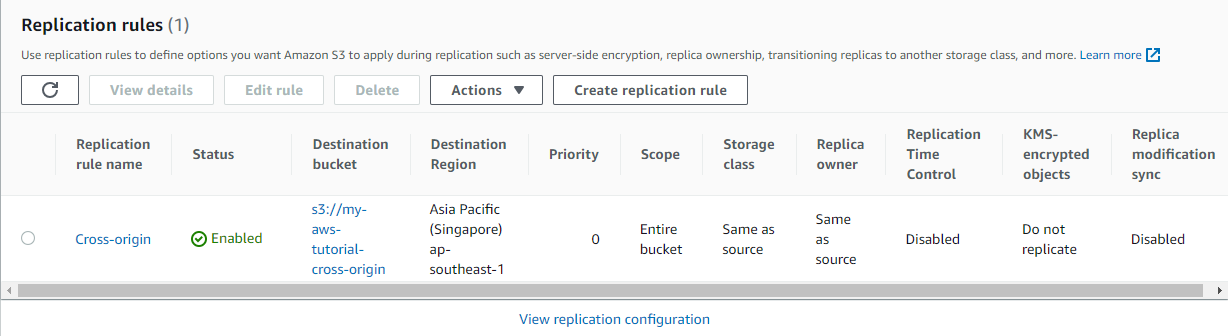 Replication rules (1)
Use replication rules to define options you want Amazon S3 to apply during replication such as server-side encryption, replica ownership, transitioning replicas to another storage class, and more. Learn more
View details
Edit rule
Delete
Actions
Create replication rule
Replication
rule name
Status
Destination
bucket
Destination
Region
Priority
Scope
Storage
class
Replica
owner
Replication
Time
Control
KMS-
encrypted
objects
Replica
modification
sync
Cross-origin
Enabled
s3://my-
aws-
tutorial-
cross-origin
Asia Pacific
(Singapore)
ap-
southeast-1
0
Entire
bucket
Same as
source
Same
as
source
Disabled
Do not
replicate
Disabled
View replication configuration